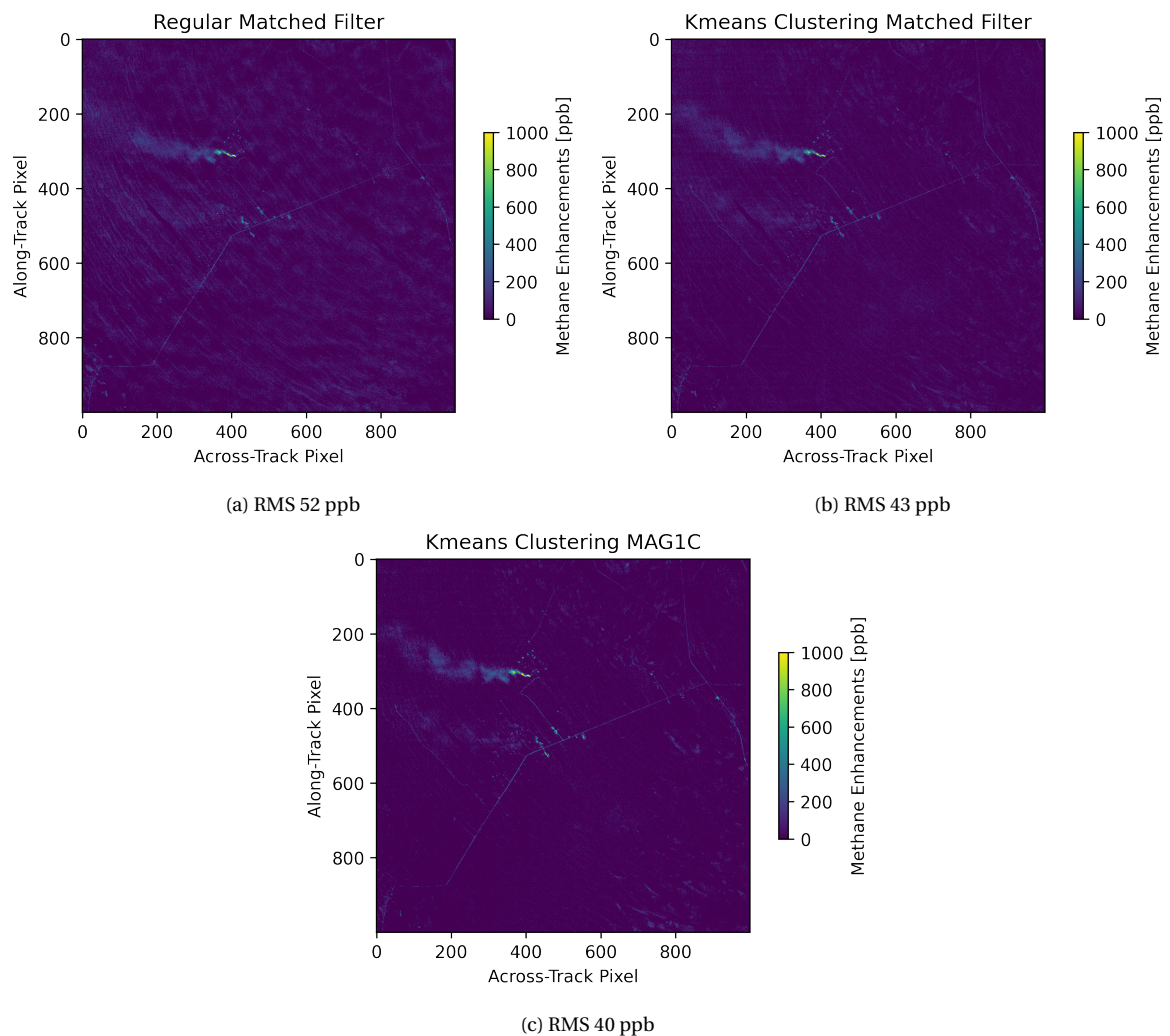 Regular Matched Filter
0
200
400
600
800
Along-Track Pixel
0 200 400 600 800
Across-Track Pixel
1000
800
600
400
200
0
Methane Enhancements [ppb]
(a) RMS 52 ppb
Kmeans Clustering Matched Filter
0
200
400
600
800
Along-Track Pixel
0 200 400 600 800
Across-Track Pixel
1000
800
600
400
200
0
Methane Enhancements [ppb]
(b) RMS 43 ppb
Kmeans Clustering MAG1C
0
200
400
600
800
Along-Track Pixel
0 200 400 600 800
Across-Track Pixel
1000
800
600
400
200
0
Methane Enhancements [ppb]
(c) RMS 40 ppb